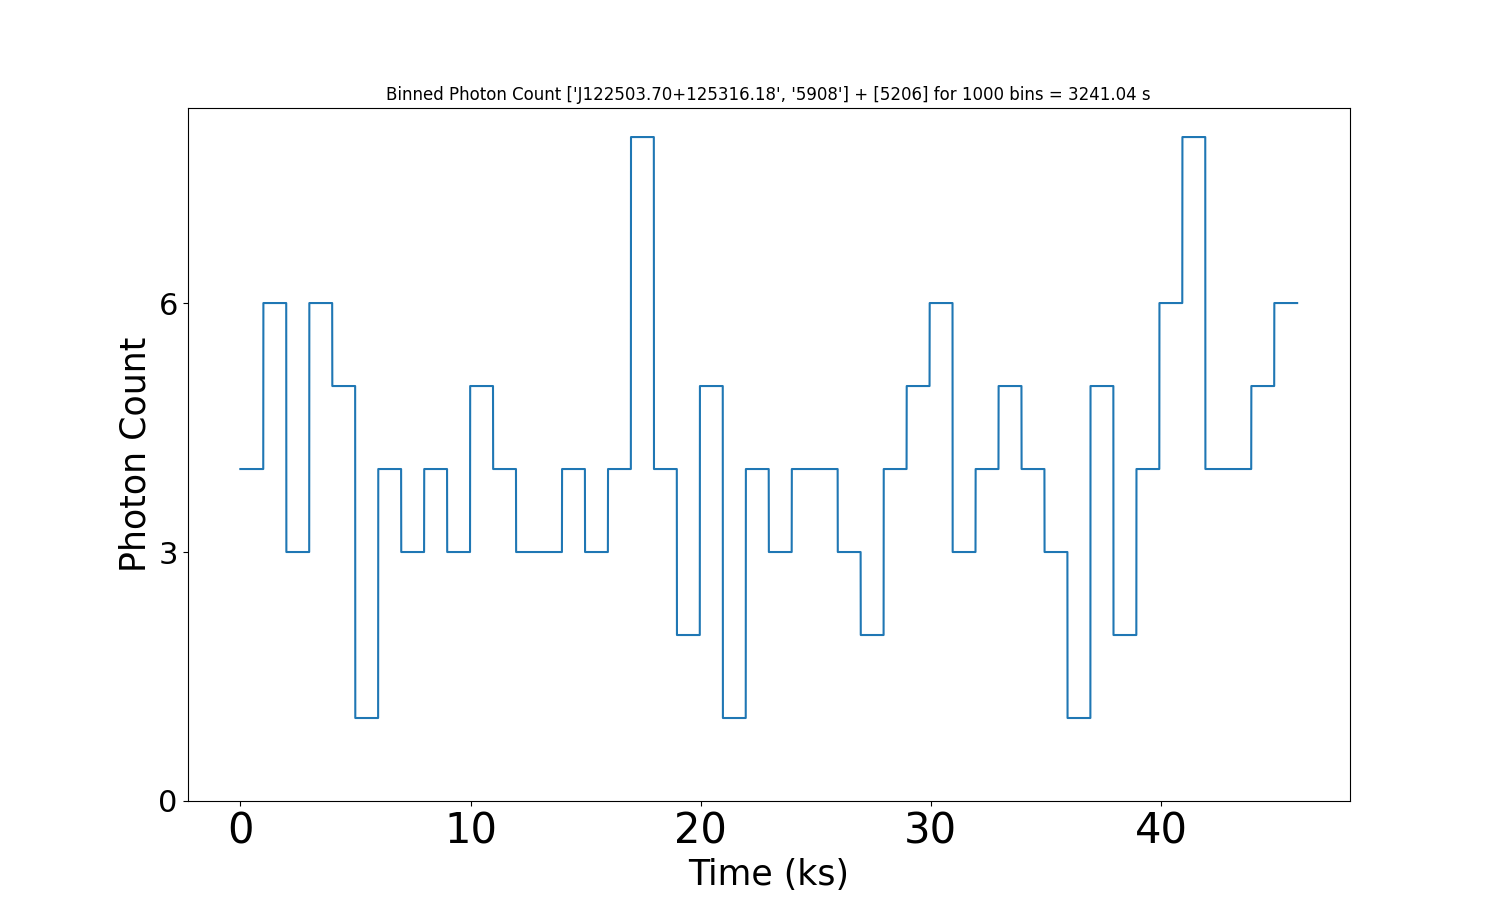 Binned Photon Count ['J122503.70+125316.18', '5908'] + [5206] for 1000 bins = 3241.04 s
6
3
0
Photon Count
0 10 20 30 40
Time (ks)